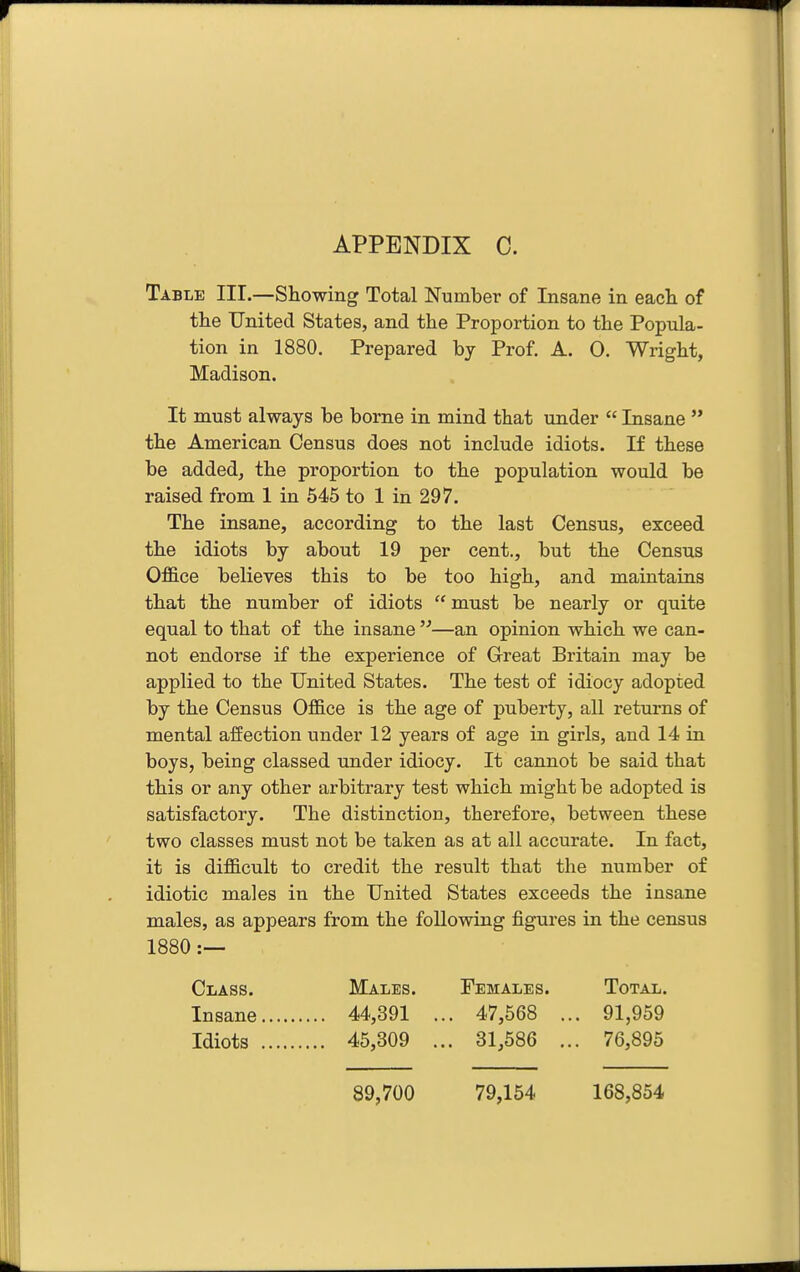 APPENDIX C.
Table III.—Showing Total Number of Insane in each of
the United States, and the Proportion to the Popula-
tion in 1880. Prepared by Prof. A. O. Wright,
Madison.
It must always be borne in mind that under “ Insane ”
the American Census does not include idiots. If these
be added, the proportion to the population would be
raised from 1 in 545 to 1 in 297.
The insane, according to the last Census, exceed
the idiots by about 19 per cent., but the Census
Office believes this to be too high, and maintains
that the number of idiots “ must be nearly or quite
equal to that of the insane ”—an opinion which we can-
not endorse if the experience of Great Britain may be
applied to the United States. The test of idiocy adopted
by the Census Office is the age of puberty, all returns of
mental affection under 12 years of age in girls, and 14 in
boys, being classed under idiocy. It cannot be said that
this or any other arbitrary test which might be adopted is
satisfactory. The distinction, therefore, between these
two classes must not be taken as at all accurate. In fact,
it is difficult to credit the result that the number of
idiotic males in the United States exceeds the insane
males, as appears from the following figures in the census
1880 :—
Class. Males. Females. Total.
Insane......... 44,391 ... 47,568 ... 91,959
Idiots ......... 45,309 ... 31,586 ... 76,895
89,700 79,154 168,854